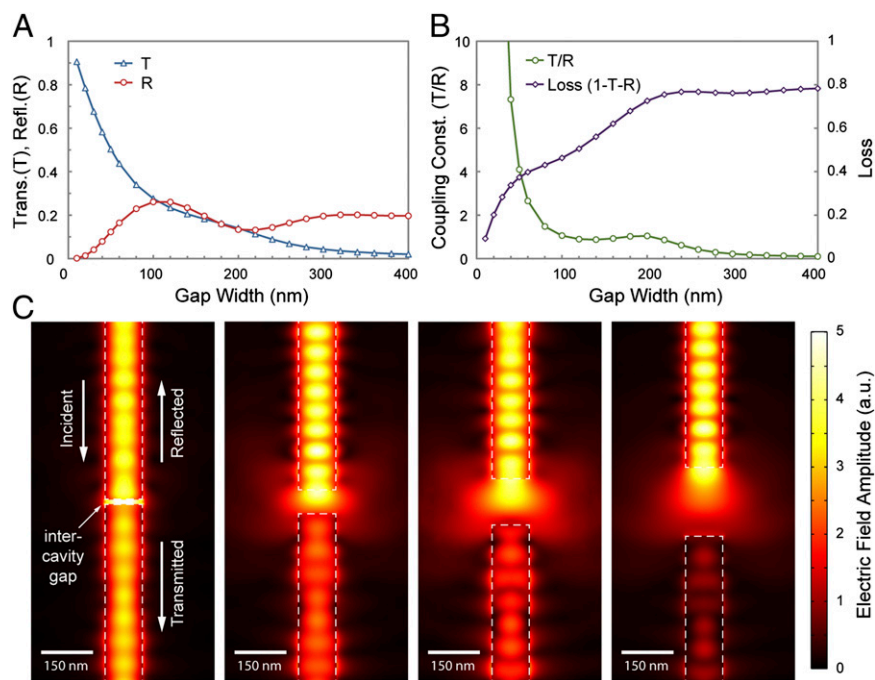 A
Trans.(T), Refl.(R)
1
0.8
0.6
0.4
0.2
0
T
R
0
100
200
300
400
Gap Width (nm)
B
Coupling Const. (T/R)
10
8
6
4
2
0
T/R
Loss (1-T-R)
1
0.8
0.6
0.4
0.2
0
Loss
0
100
200
300
400
Gap Width (nm)
C
Incident
Reflected
inter-
cavity
gap
Transmitted
150 nm
150 nm
150 nm
150 nm
5
4
3
2
1
0
Electric Field Amplitude (a.u.)